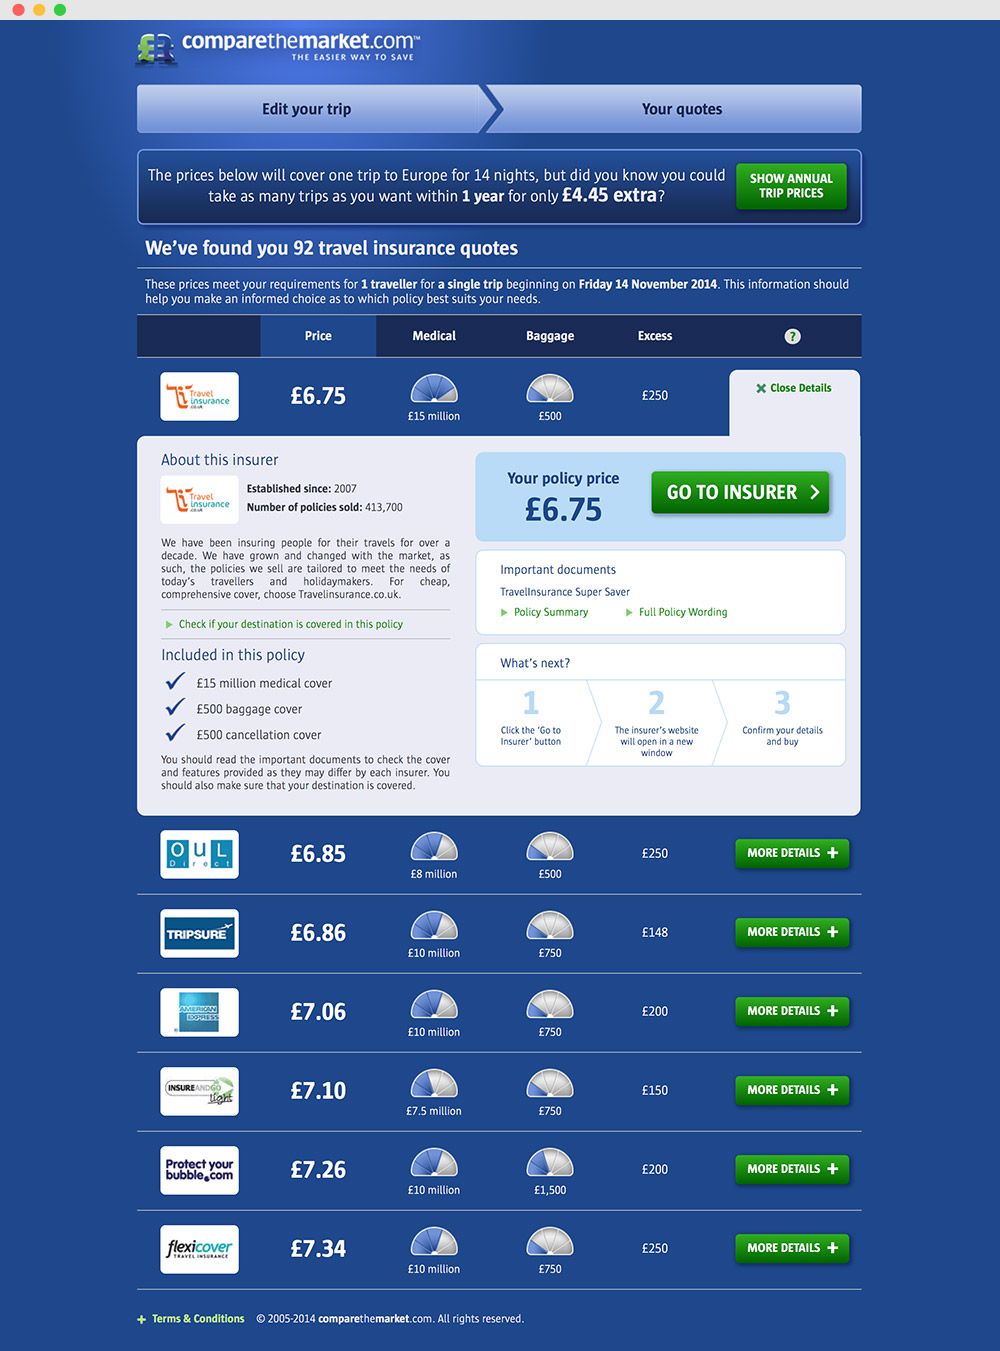 comparethemarket.com™
THE EASIER WAY TO SAVE
Edit your trip
Your quotes
The prices below will cover one trip to Europe for 14 nights, but did you know you could
take as many trips as you want within 1 year for only £4.45 extra?
SHOW ANNUAL
TRIP PRICES
We've found you 92 travel insurance quotes
These prices meet your requirements for 1 traveller for a single trip beginning on Friday 14 November 2014. This information should
help you make an informed choice as to which policy best suits your needs.
Price Medical Baggage Excess ?
Travel
insurance
.co.uk
£6.75
£15 million
£500
£250
Close Details
About this insurer
Travel
insurance
.co.uk
Established since: 2007
Number of policies sold: 413,700
We have been insuring people for their travels for over a
decade. We have grown and changed with the market, as
such, the policies we sell are tailored to meet the needs of
today's travellers and holidaymakers. For cheap,
comprehensive cover, choose Travelinsurance.co.uk.
Check if your destination is covered in this policy
Included in this policy
£15 million medical cover
£500 baggage cover
£500 cancellation cover
You should read the important documents to check the cover
and features provided as they may differ by each insurer. You
should also make sure that your destination is covered.
Your policy price
£6.75
GO TO INSURER
Important documents
TravelInsurance Super Saver
Policy Summary
Full Policy Wording
What's next?
1
Click the 'Go to
Insurer' button
2
The insurer's website
will open in a new
window
3
Confirm your details
and buy
OUL
Direct
£6.85
£8 million
£500
£250
MORE DETAILS +
TRIPSURE
£6.86
£10 million
£750
£148
MORE DETAILS +
AMERICAN
EXPRESS
£7.06
£10 million
£750
£200
MORE DETAILS +
INSUREANDGO
light
£7.10
£7.5 million
£750
£150
MORE DETAILS +
Protect your
bubble.com
£7.26
£10 million
£1,500
£200
MORE DETAILS +
flexicover
TRAVEL INSURANCE
£7.34
£10 million
£750
£250
MORE DETAILS +
+ Terms & Conditions © 2005-2014 comparethemarket.com. All rights reserved.